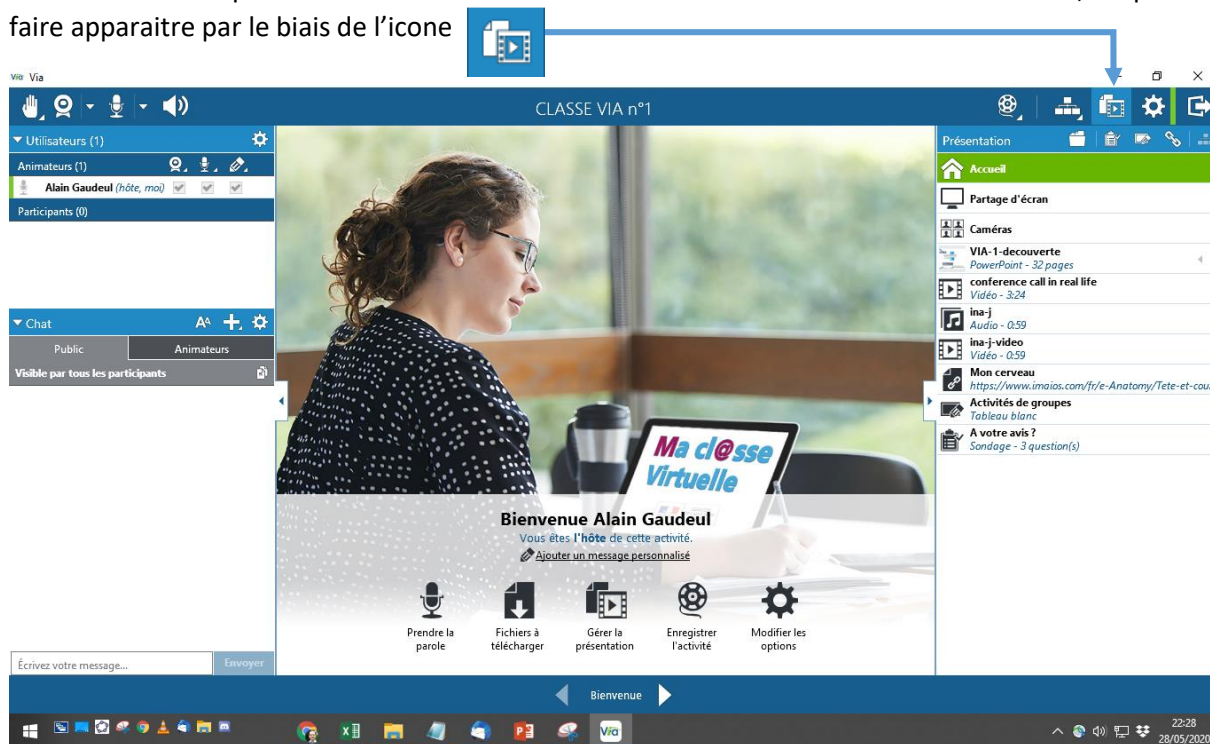 faire apparaitre par le biais de l’icone
Via Via
CLASSE VIA n°1
Utilisateurs (1)
Animateurs (1)
Alain Gaudeul (hôte, moi)
Participants (0)
Chat
Public
Animateurs
Visible par tous les participants
Écrivez votre message...
Envoyer
Ma cl@sse
Virtuelle
Bienvenue Alain Gaudeul
Vous êtes l'hôte de cette activité.
Ajouter un message personnalisé
Prendre la parole
Fichiers à télécharger
Gérer la présentation
Enregistrer l'activité
Modifier les options
Présentation
Accueil
Partage d'écran
Caméras
VIA-1-decouverte
PowerPoint - 32 pages
conference call in real life
Vidéo - 3:24
ina-j
Audio - 0:59
ina-j-video
Vidéo - 0:59
Mon cerveau
https://www.imaios.com/fr/e-Anatomy/Tete-et-cou
Activités de groupes
Tableau blanc
A votre avis ?
Sondage - 3 question(s)
Bienvenue
Via
22:28
28/05/2020